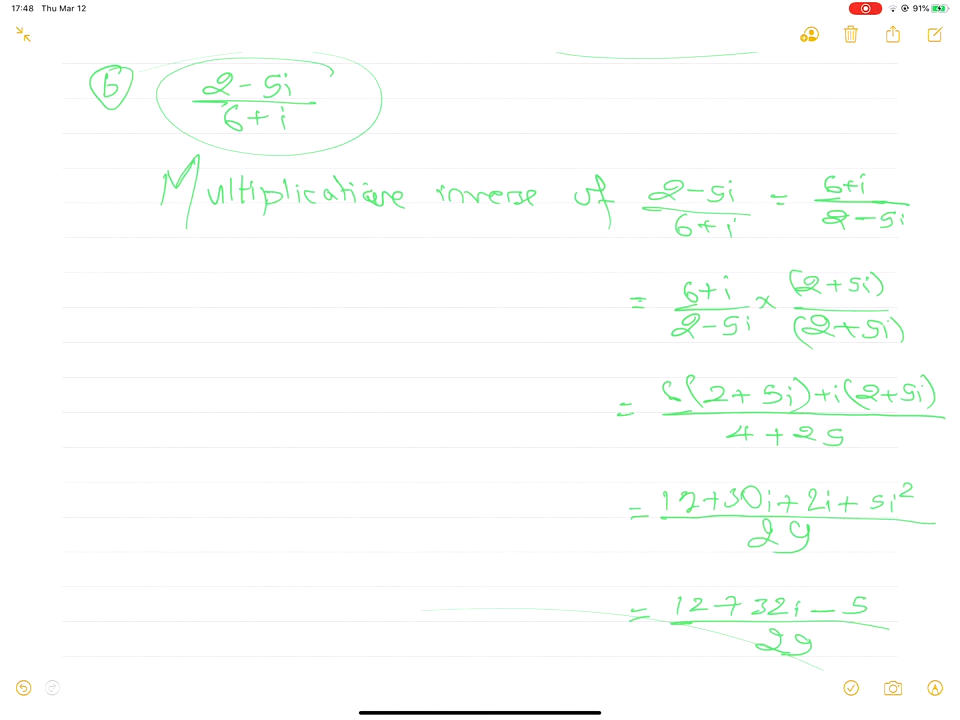 17:48 Thu Mar 12 91%
6 (2-5i)/(6+i)
Multiplicative inverse of (2-5i)/(6+i) = (6+i)/(2-5i)
= (6+i)/(2-5i) × (2+5i)/(2+5i)
= (6(2+5i)+i(2+5i))/(4+25)
= (12+30i+2i+5i²)/29
= (12+32i-5)/29